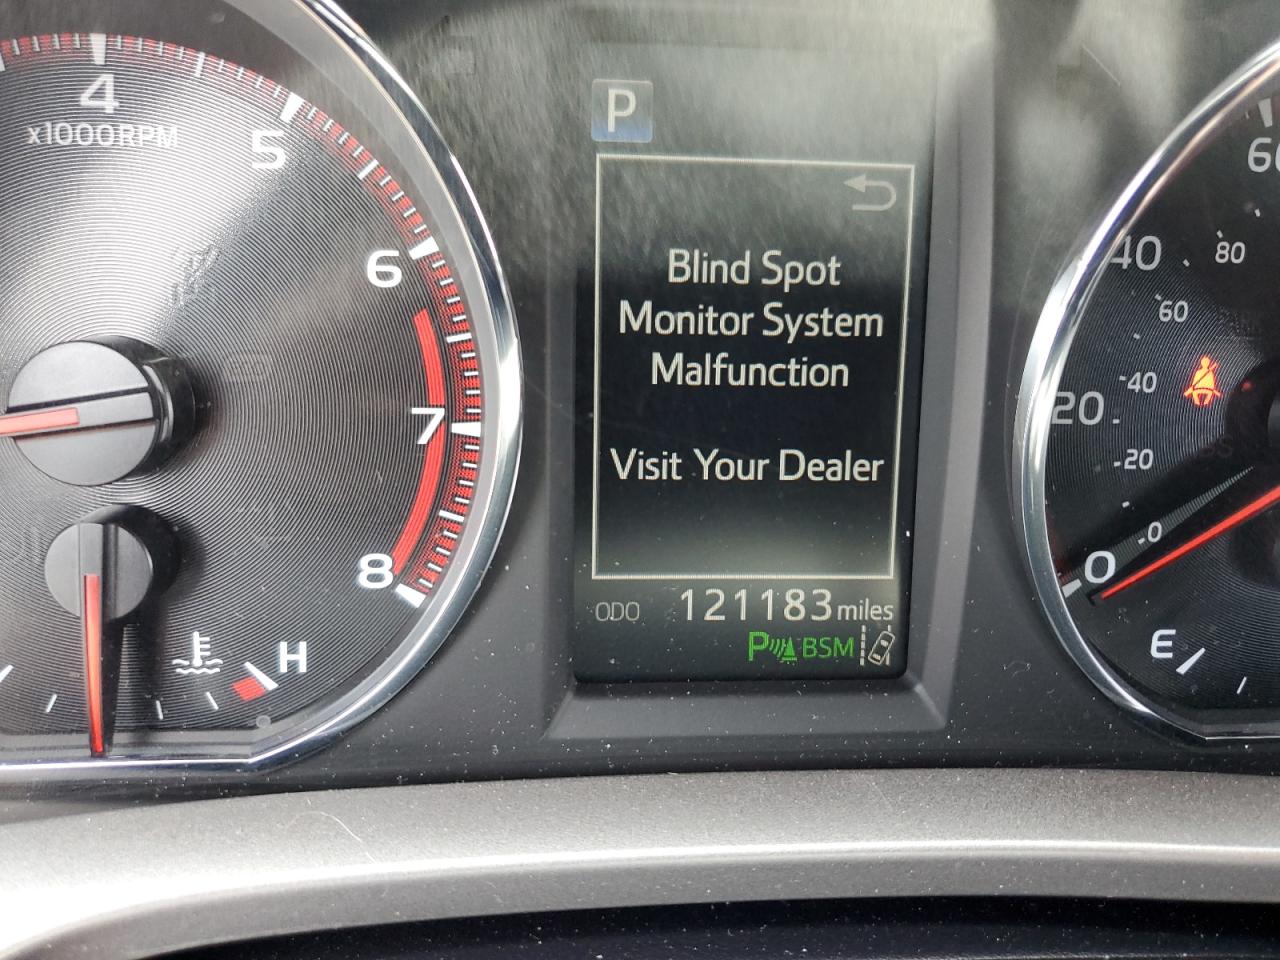 4
x1000RPM
5
6
7
8
H
P
Blind Spot
Monitor System
Malfunction
Visit Your Dealer
ODO 121183 miles
P BSM
60
40
80
60
40
20
20
0
0
E